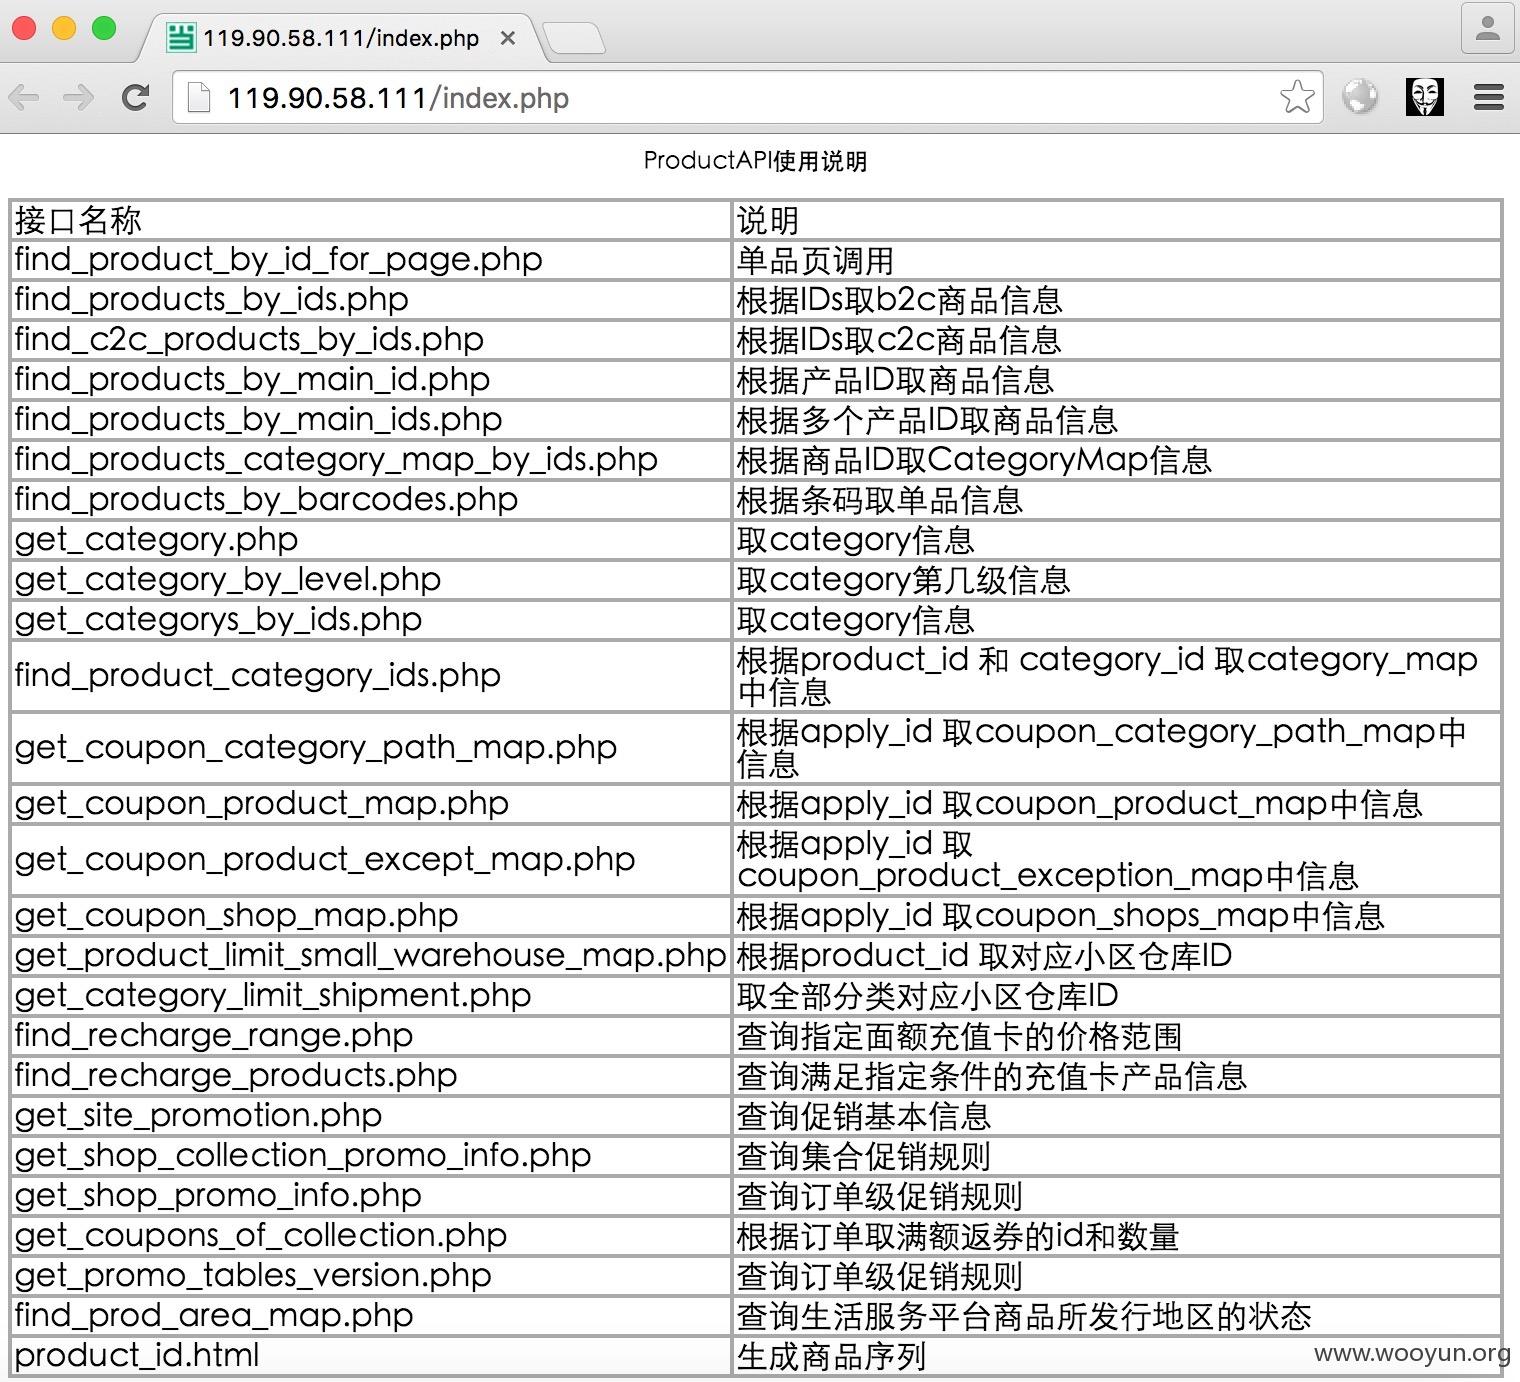 当 119.90.58.111/index.php
119.90.58.111/index.php
ProductAPI使用说明
接口名称 说明
find_product_by_id_for_page.php 单品页调用
find_products_by_ids.php 根据IDs取b2c商品信息
find_c2c_products_by_ids.php 根据IDs取c2c商品信息
find_products_by_main_id.php 根据产品ID取商品信息
find_products_by_main_ids.php 根据多个产品ID取商品信息
find_products_category_map_by_ids.php 根据商品ID取CategoryMap信息
find_products_by_barcodes.php 根据条码取单品信息
get_category.php 取category信息
get_category_by_level.php 取category第几级信息
get_categorys_by_ids.php 取category信息
find_product_category_ids.php 根据product_id 和 category_id 取category_map
中信息
get_coupon_category_path_map.php 根据apply_id 取coupon_category_path_map中
信息
get_coupon_product_map.php 根据apply_id 取coupon_product_map中信息
get_coupon_product_except_map.php 根据apply_id 取
coupon_product_exception_map中信息
get_coupon_shop_map.php 根据apply_id 取coupon_shops_map中信息
get_product_limit_small_warehouse_map.php 根据product_id 取对应小区仓库ID
get_category_limit_shipment.php 取全部分类对应小区仓库ID
find_recharge_range.php 查询指定面额充值卡的价格范围
find_recharge_products.php 查询满足指定条件的充值卡产品信息
get_site_promotion.php 查询促销基本信息
get_shop_collection_promo_info.php 查询集合促销规则
get_shop_promo_info.php 查询订单级促销规则
get_coupons_of_collection.php 根据订单取满额返券的id和数量
get_promo_tables_version.php 查询订单级促销规则
find_prod_area_map.php 查询生活服务平台商品所发行地区的状态
product_id.html 生成商品序列
www.wooyun.org